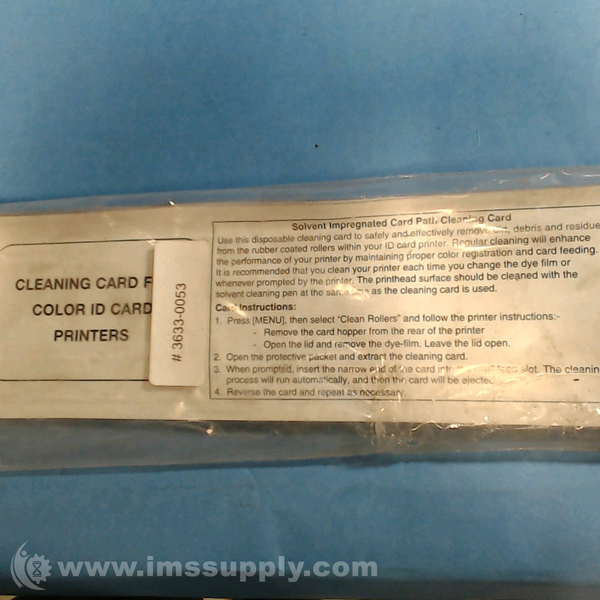 CLEANING CARD F
COLOR ID CARD
PRINTERS
# 3633-0053
Solvent Impregnated Card Path Cleaning Card
Use this disposable cleaning card to safely and effectively remove debris and residue
from the rubber coated rollers within your ID card printer. Regular cleaning will enhance
the performance of your printer by maintaining proper color registration and card feeding.
It is recommended that you clean your printer each time you change the dye film or
whenever prompted by the printer. The printhead surface should be cleaned with the
solvent cleaning pen at the same time as the cleaning card is used.
Card Instructions:
1. Press [MENU], then select "Clean Rollers" and follow the printer instructions:-
- Remove the card hopper from the rear of the printer
- Open the lid and remove the dye-film. Leave the lid open.
2. Open the protective packet and extract the cleaning card.
3. When prompted, insert the narrow end of the card into slot. The cleanin
process will run automatically, and then the card will be ejected
4. Reverse the card and repeat as necessary
www.imssupply.com